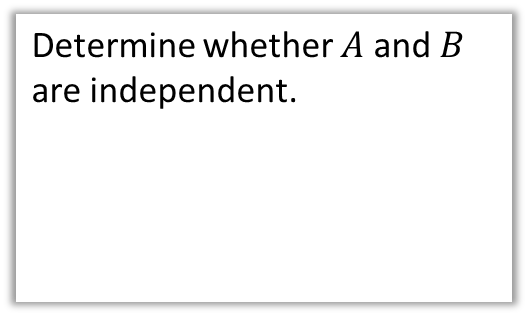 Determine whether A and B
are independent.